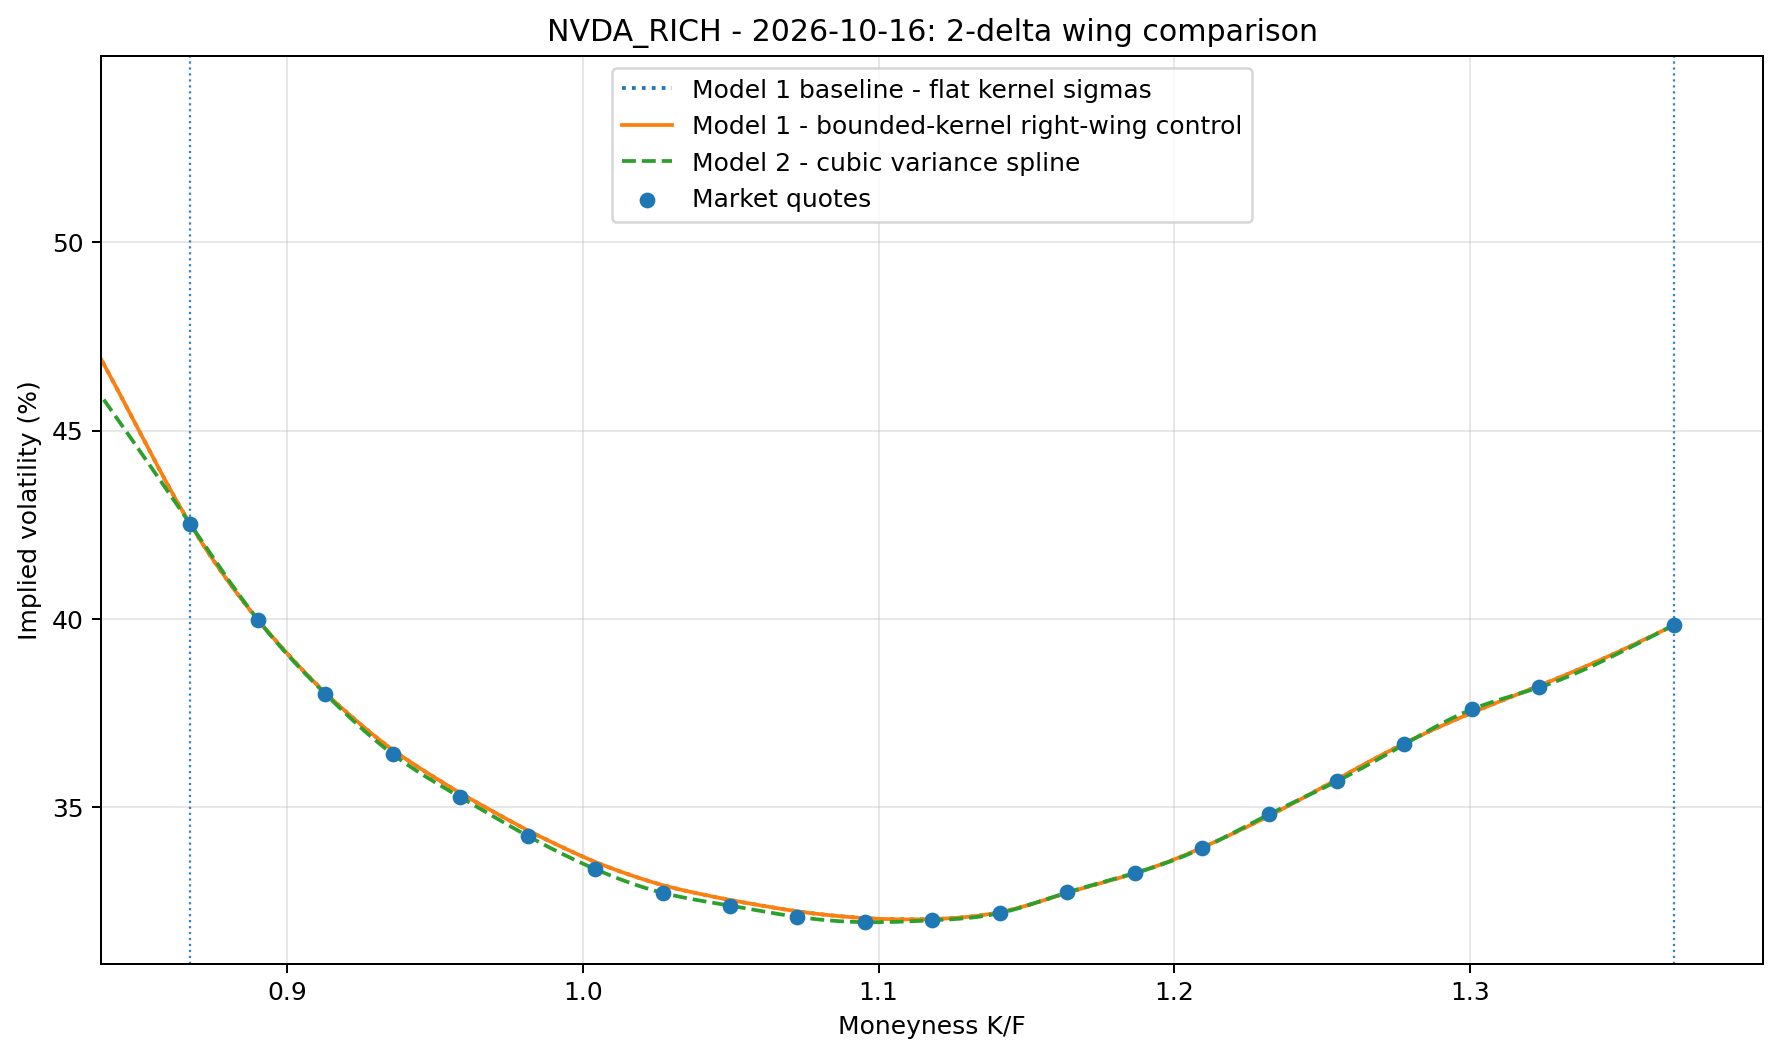 NVDA_RICH - 2026-10-16: 2-delta wing comparison
Model 1 baseline - flat kernel sigmas
Model 1 - bounded-kernel right-wing control
Model 2 - cubic variance spline
Market quotes
Implied volatility (%)
50
45
40
35
0.9 1.0 1.1 1.2 1.3
Moneyness K/F